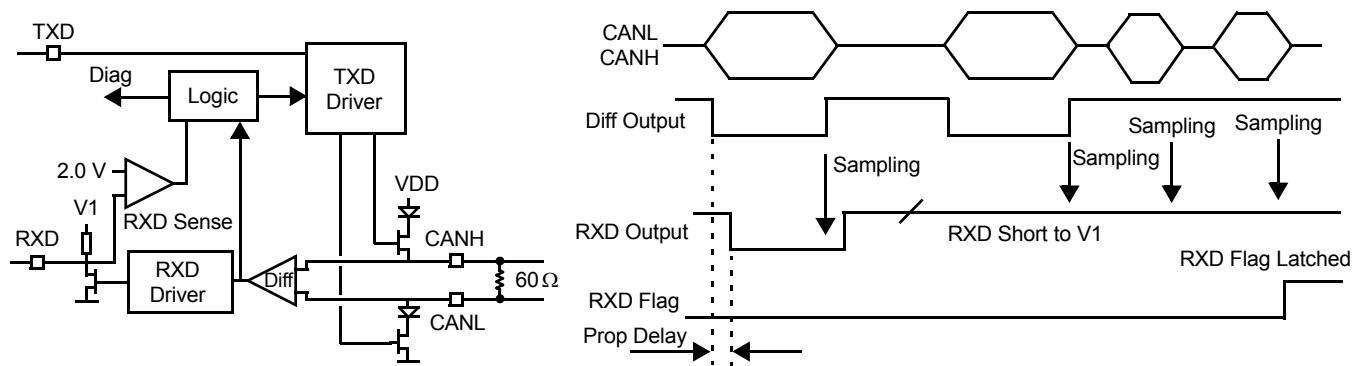 TXD
Diag
Logic
TXD
Driver
2.0 V
V1
RXD Sense
RXD
RXD
Driver
Diff
VDD
CANH
60 Ω
CANL
CANL
CANH
Diff Output
Sampling
Sampling
Sampling
Sampling
RXD Output
RXD Short to V1
RXD Flag Latched
RXD Flag
Prop Delay